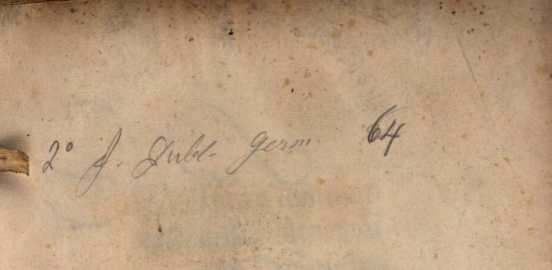 2° J. Publ. germ 64